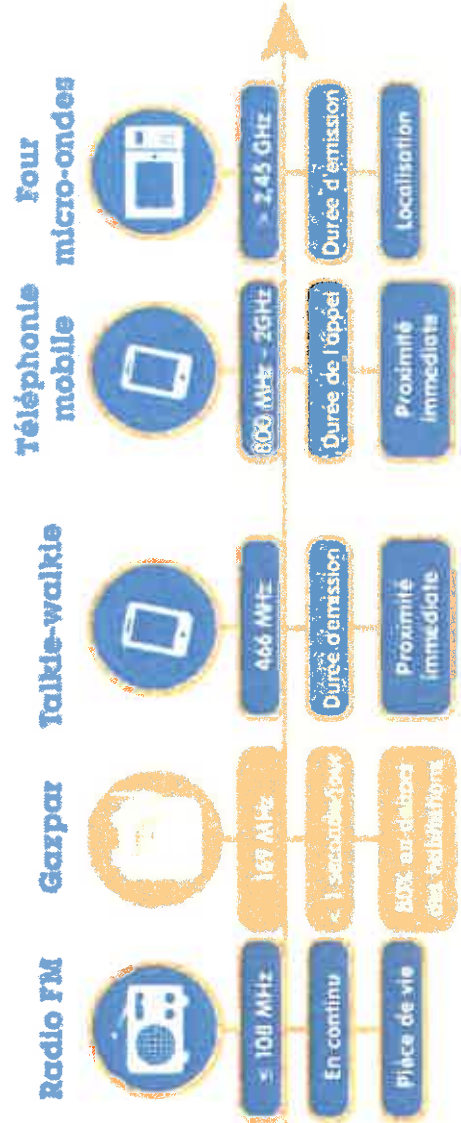 Radio FM
≤ 108 MHz
En continu
Pièce de vie
Gazpar
169 MHz
< 1 seconde/jour
80% en dehors
des habitations
Talkie-walkie
466 MHz
Durée d'émission
Proximité
immédiate
Téléphonie
mobile
800 MHz - 2GHz
Durée de l'appel
Proximité
immédiate
Four
micro-ondes
> 2,45 GHz
Durée d'émission
Localisation